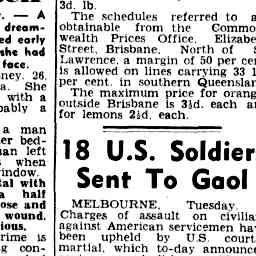 3d. lb.
The schedules referred to a
obtainable from the Commo
wealth Prices Office, Elizabe
Street, Brisbane. North of S
Lawrence, a margin of 50 per cen
is allowed on lines carrying 33 1
per cent. in southern Queenslan
The maximum price for orang
outside Brisbane is 3½d. each ar
for lemons 2½d. each.
18 U.S. Soldier
Sent To Gaol
MELBOURNE, Tuesday.
Charges of assault on civilia
against American servicemen hav
been upheld by U.S. court
martial, which to-day announce
. — A
dream-
ed early
she had
face.
ney, 26,
a. She
with a
bably a
a man
er bed-
an left
s when
indow.
tal with
a half
ose and
wound.
ious.
rime is
g con-